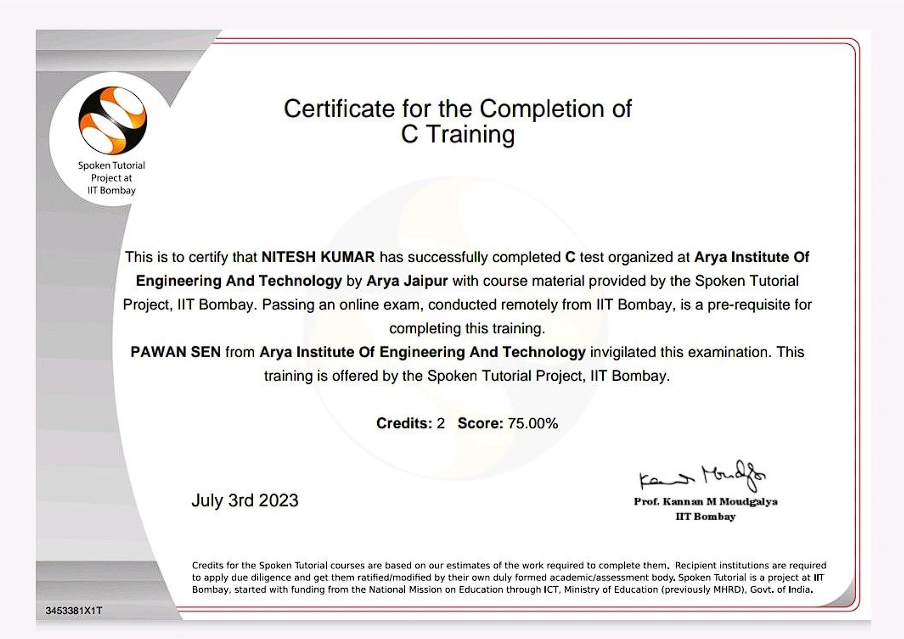 Certificate for the Completion of
C Training
Spoken Tutorial
Project at
IIT Bombay
This is to certify that NITESH KUMAR has successfully completed C test organized at Arya Institute Of
Engineering And Technology by Arya Jaipur with course material provided by the Spoken Tutorial
Project, IIT Bombay. Passing an online exam, conducted remotely from IIT Bombay, is a pre-requisite for
completing this training.
PAWAN SEN from Arya Institute Of Engineering And Technology invigilated this examination. This
training is offered by the Spoken Tutorial Project, IIT Bombay.
Credits: 2 Score: 75.00%
July 3rd 2023
Prof. Kannan M Moudgalya
IIT Bombay
Credits for the Spoken Tutorial courses are based on our estimates of the work required to complete them. Recipient institutions are required
to apply due diligence and get them ratified/modified by their own duly formed academic/assessment body. Spoken Tutorial is a project at IIT
Bombay, started with funding from the National Mission on Education through ICT, Ministry of Education (previously MHRD), Govt. of India.
3453381X1T